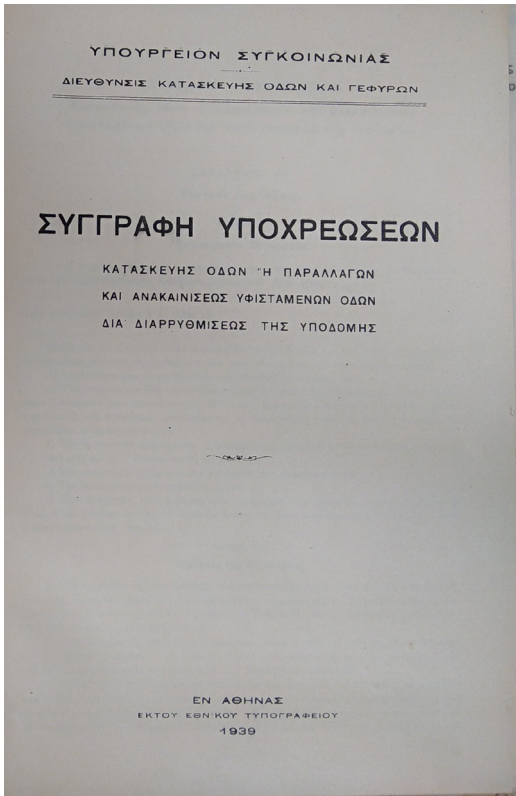 ΥΠΟΥΡΓΕΙΟΝ ΣΥΓΚΟΙΝΩΝΙΑΣ
ΔΙΕΥΘΥΝΣΙΣ ΚΑΤΑΣΚΕΥΗΣ ΟΔΩΝ ΚΑΙ ΓΕΦΥΡΩΝ
ΣΥΓΓΡΑΦΗ ΥΠΟΧΡΕΩΣΕΩΝ
ΚΑΤΑΣΚΕΥΗΣ ΟΔΩΝ Ἢ ΠΑΡΑΛΛΑΓΩΝ
ΚΑΙ ΑΝΑΚΑΙΝΙΣΕΩΣ ΥΦΙΣΤΑΜΕΝΩΝ ΟΔΩΝ
ΔΙΑ ΔΙΑΡΡΥΘΜΙΣΕΩΣ ΤΗΣ ΥΠΟΔΟΜΗΣ
ΕΝ ΑΘΗΝΑΣ
ΕΚΤΟΥ ΕΘΝΙΚΟΥ ΤΥΠΟΓΡΑΦΕΙΟΥ
1939